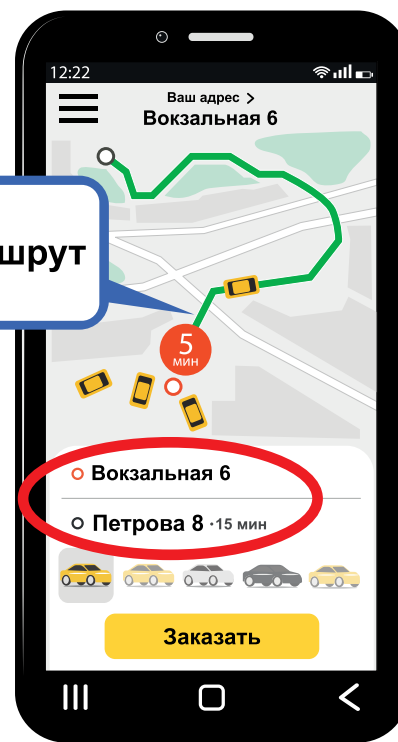 12:22
Ваш адрес >
Вокзальная 6
шрут
5
мин
Вокзальная 6
Петрова 8 · 15 мин
Заказать